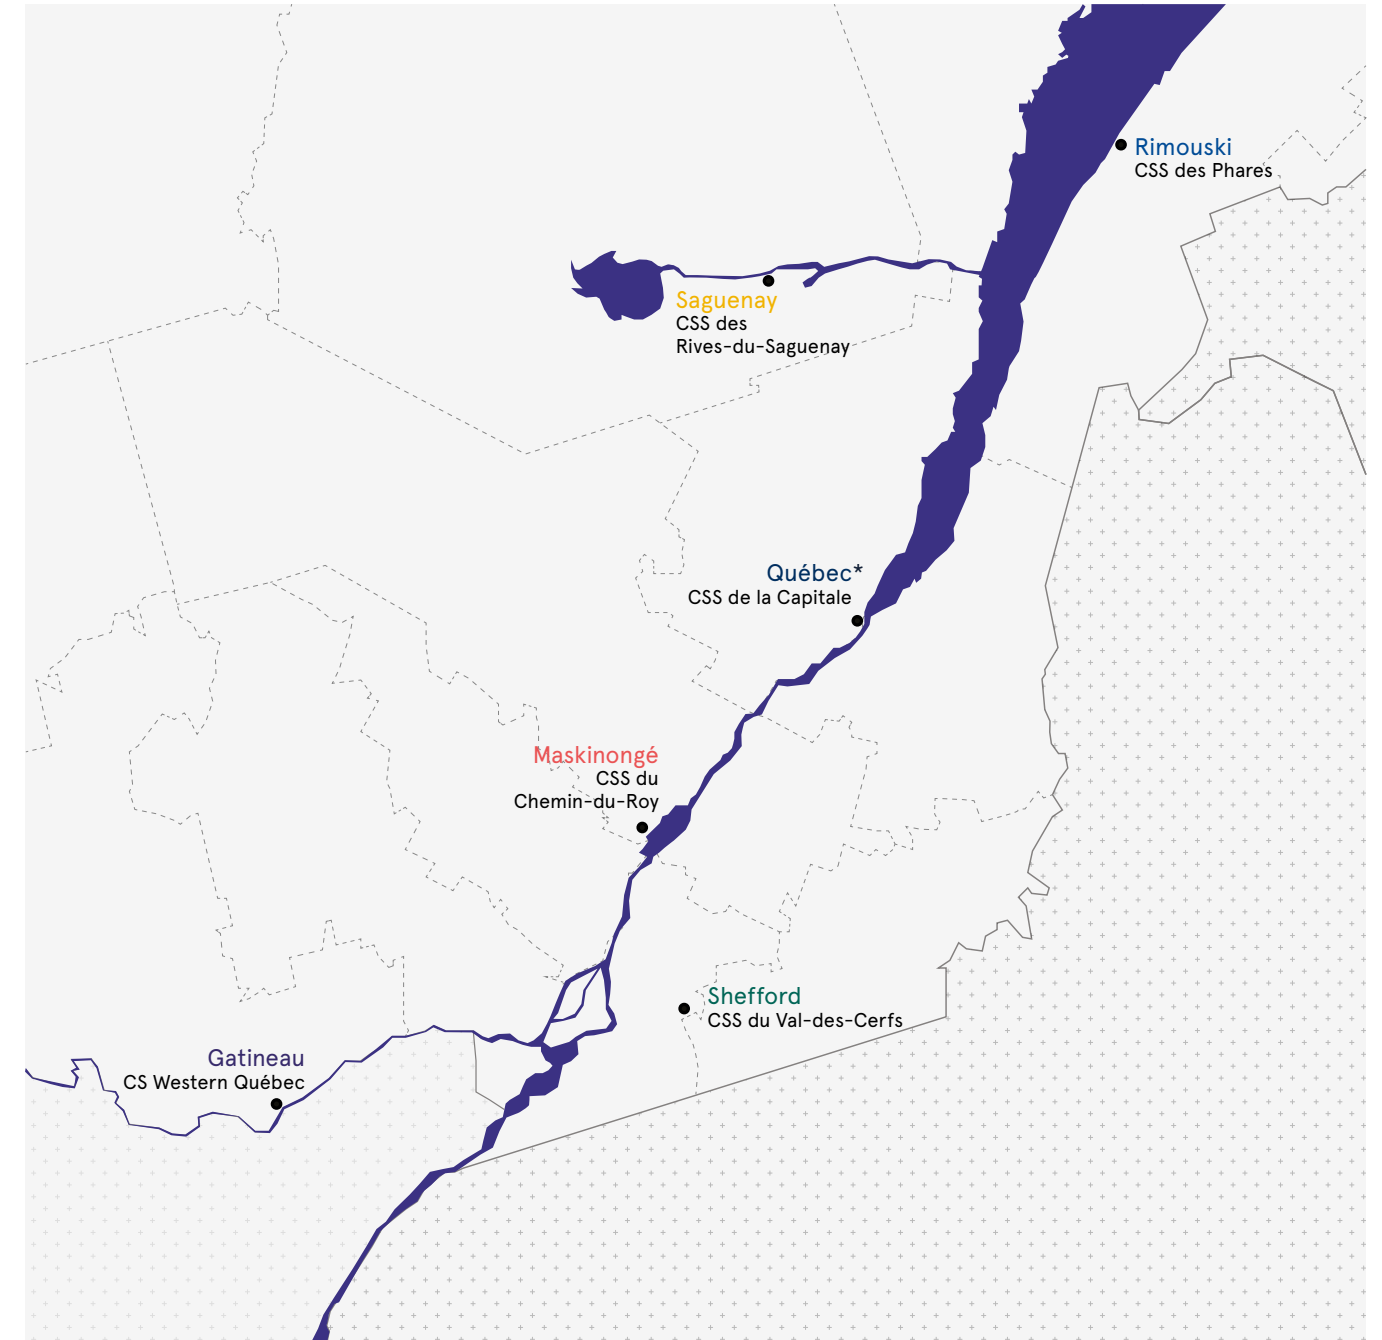 Rimouski
CSS des Phares
Saguenay
CSS des
Rives-du-Saguenay
Québec*
CSS de la Capitale
Maskinongé
CSS du
Chemin-du-Roy
Shefford
CSS du Val-des-Cerfs
Gatineau
CS Western Québec